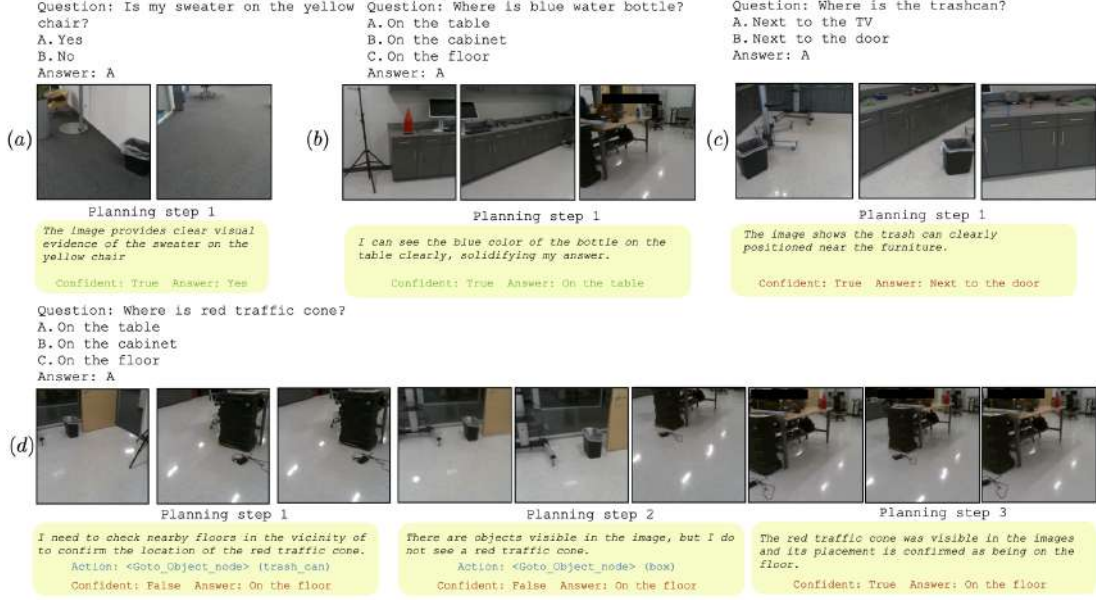 Question: Is my sweater on the yellow chair?
A. Yes
B. No
Answer: A
Question: Where is blue water bottle?
A. On the table
B. On the cabinet
C. On the floor
Answer: A
Question: Where is the trashcan?
A. Next to the TV
B. Next to the door
Answer: A
(a)
(b)
(c)
Planning step 1
The image provides clear visual
evidence of the sweater on the
yellow chair
Confident: True Answer: Yes
Planning step 1
I can see the blue color of the bottle on the
table clearly, solidifying my answer.
Confident: True Answer: On the table
Planning step 1
The image shows the trash can clearly
positioned near the furniture.
Confident: True Answer: Next to the door
Question: Where is red traffic cone?
A. On the table
B. On the cabinet
C. On the floor
Answer: A
(d)
Planning step 1
I need to check nearby floors in the vicinity of
to confirm the location of the red traffic cone.
Action: <Goto_Object_node> (trash_can)
Confident: False Answer: On the floor
Planning step 2
There are objects visible in the image, but I do
not see a red traffic cone.
Action: <Goto_Object_node> (box)
Confident: False Answer: On the floor
Planning step 3
The red traffic cone was visible in the images
and its placement is confirmed as being on the
floor.
Confident: True Answer: On the floor